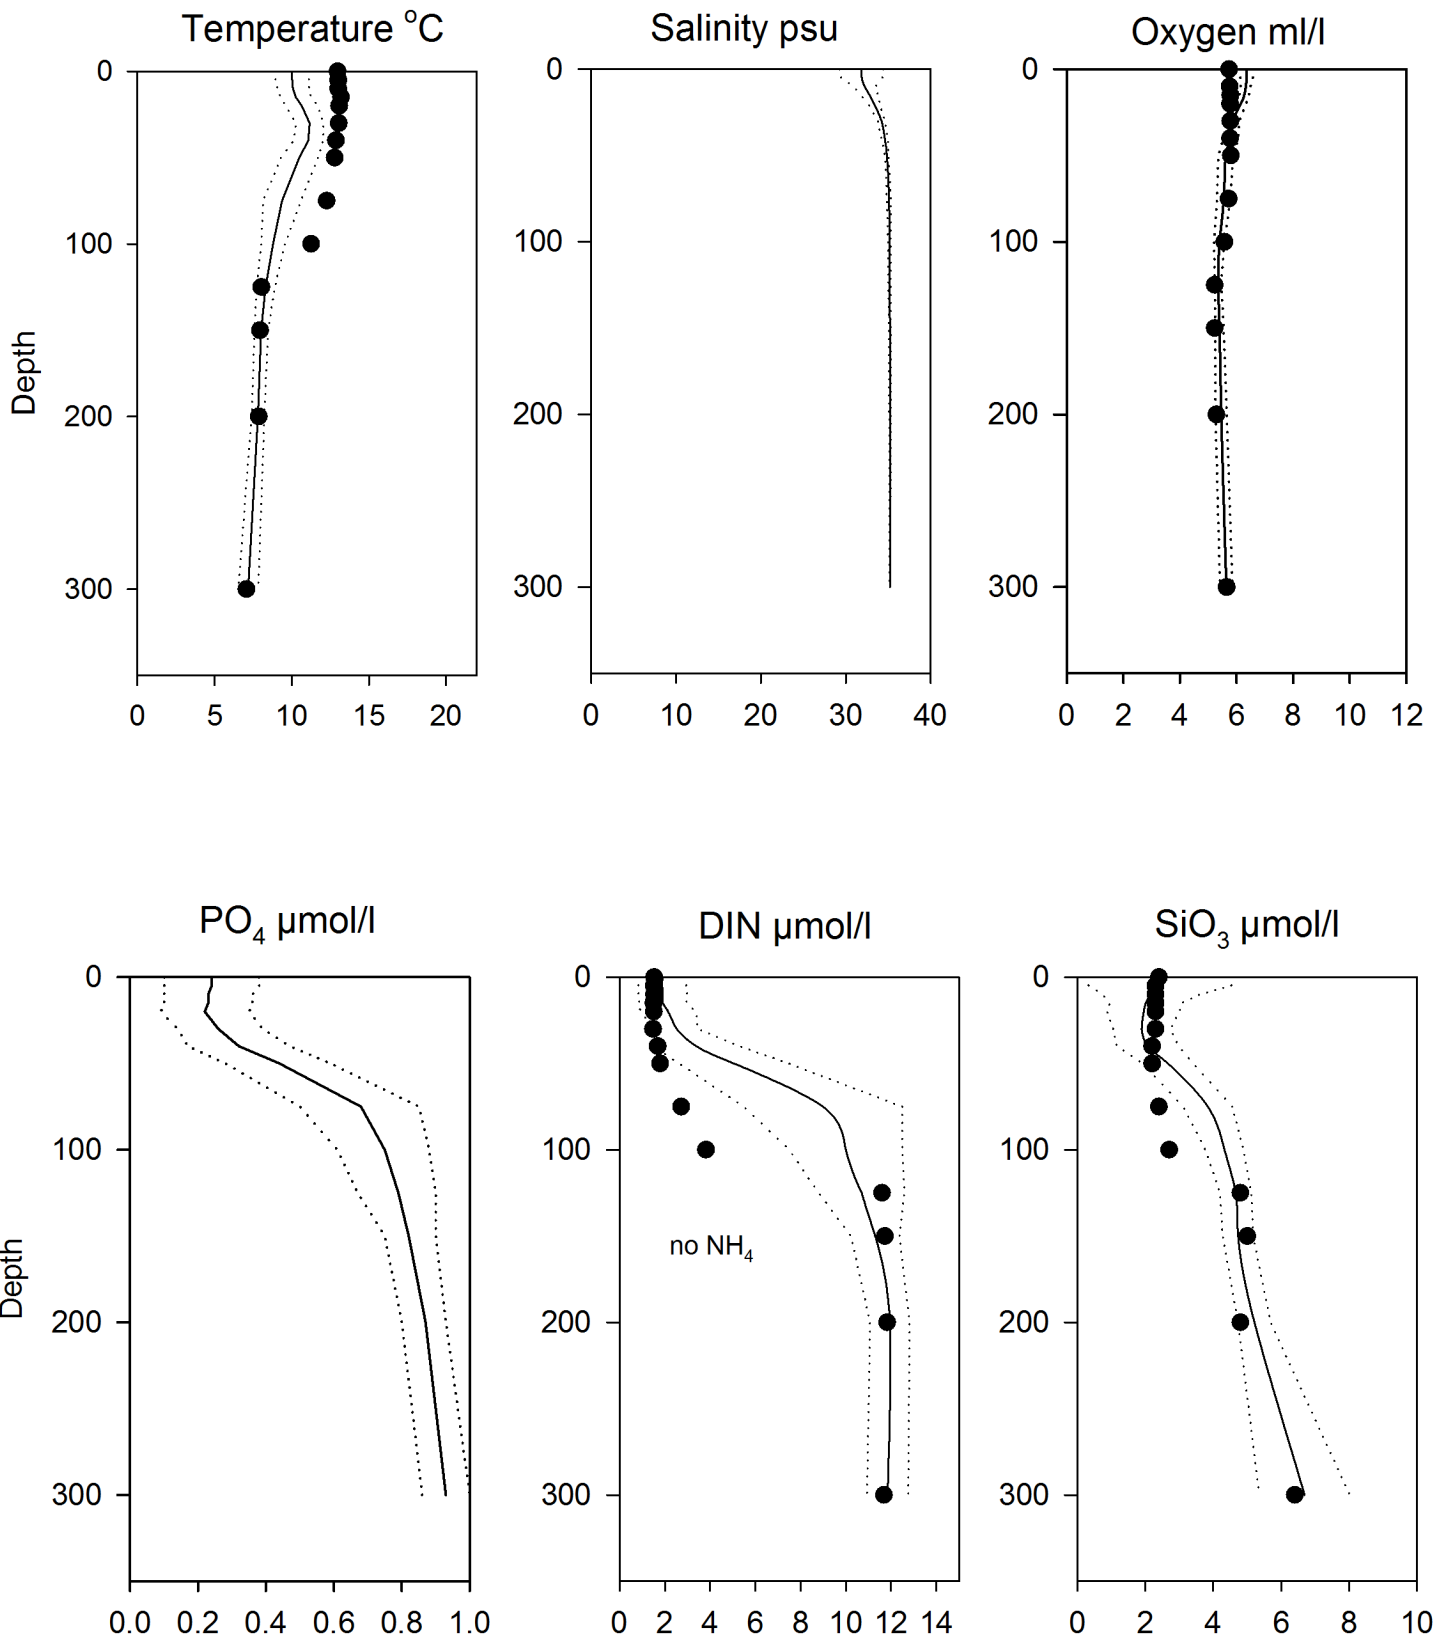 Temperature °C
Salinity psu
Oxygen ml/l
0
100
200
300
Depth
0 5 10 15 20
0
100
200
300
0 10 20 30 40
0
100
200
300
0 2 4 6 8 10 12
PO₄ µmol/l
DIN µmol/l
SiO₃ µmol/l
0
100
200
300
Depth
0.0 0.2 0.4 0.6 0.8 1.0
0
100
200
300
no NH₄
0 2 4 6 8 10 12 14
0
100
200
300
0 2 4 6 8 10